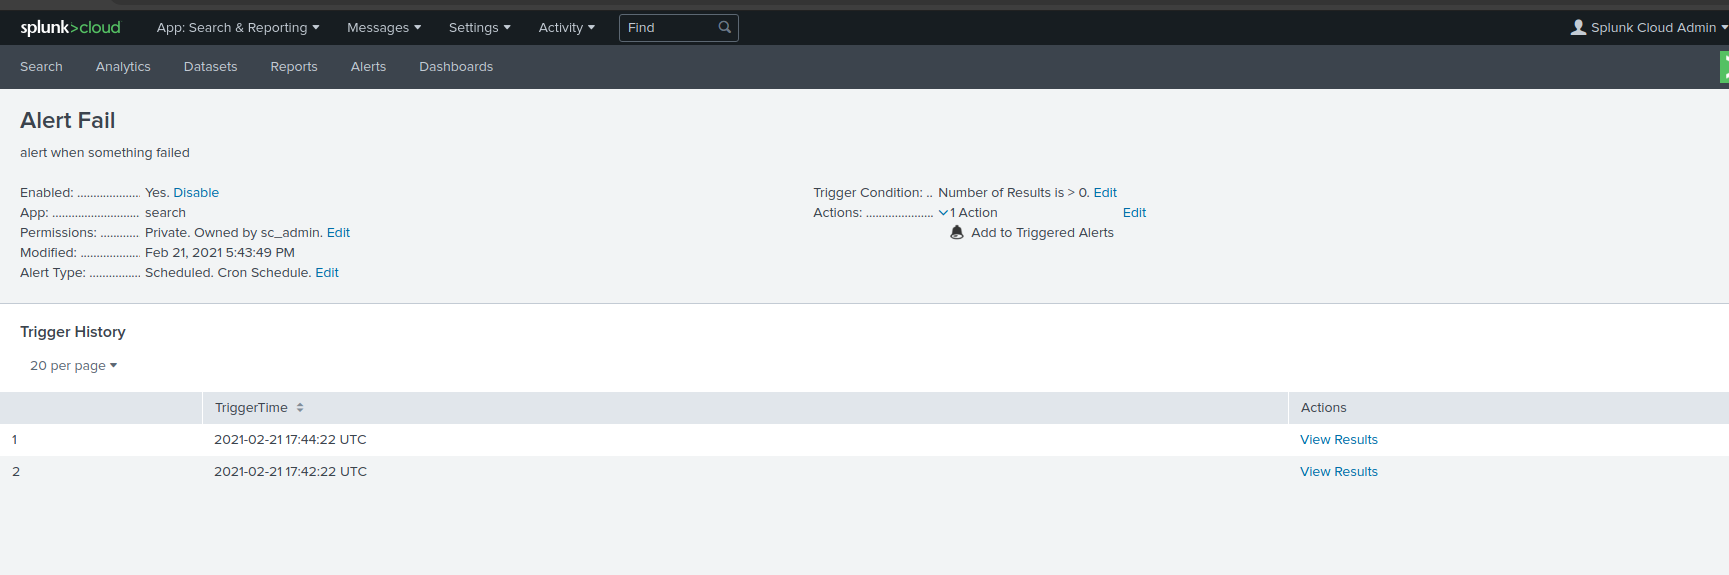 splunk>cloud App: Search & Reporting Messages Settings Activity Find Splunk Cloud Admin
Search Analytics Datasets Reports Alerts Dashboards
Alert Fail
alert when something failed
Enabled: ................... Yes. Disable
App: ........................... search
Permissions: ............ Private. Owned by sc_admin. Edit
Modified: .................. Feb 21, 2021 5:43:49 PM
Alert Type: ................ Scheduled. Cron Schedule. Edit
Trigger Condition: .. Number of Results is > 0. Edit
Actions: ..................... 1 Action Edit
Add to Triggered Alerts
Trigger History
20 per page
TriggerTime Actions
1 2021-02-21 17:44:22 UTC View Results
2 2021-02-21 17:42:22 UTC View Results